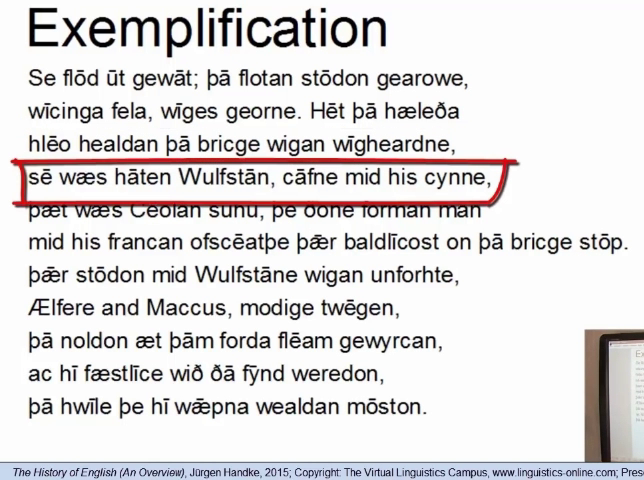 Exemplification
Se flōd ūt gewāt; þā flotan stōdon gearowe,
wīcinga fela, wīges georne. Hēt þā hæleða
hlēo healdan þā bricge wigan wīgheardne,
sē wæs hāten Wulfstān, cāfne mid his cynne,
þæt wæs Ceolan sunu, þe ðone forman man
mid his francan ofscēatþe þǣr baldlīcost on þā bricge stōp.
þǣr stōdon mid Wulfstāne wigan unforhte,
Ælfere and Maccus, modige twēgen,
þā noldon æt þām forda flēam gewyrcan,
ac hī fæstlīce wið ðā fȳnd weredon,
þā hwīle þe hī wǣpna wealdan mōston.
The History of English (An Overview), Jürgen Handke, 2015; Copyright: The Virtual Linguistics Campus, www.linguistics-online.com; Pres